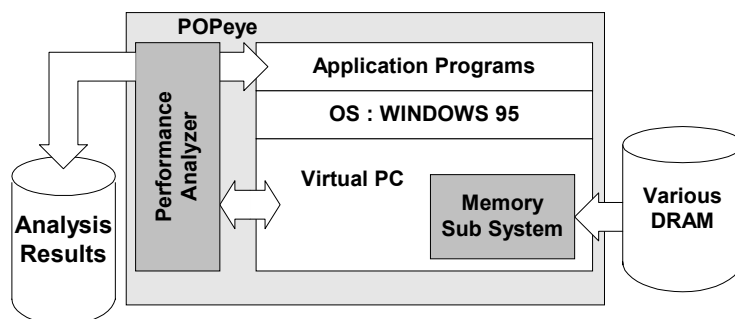 POPeye
Application Programs
OS : WINDOWS 95
Performance
Analyzer
Virtual PC
Memory
Sub System
Various
DRAM
Analysis
Results